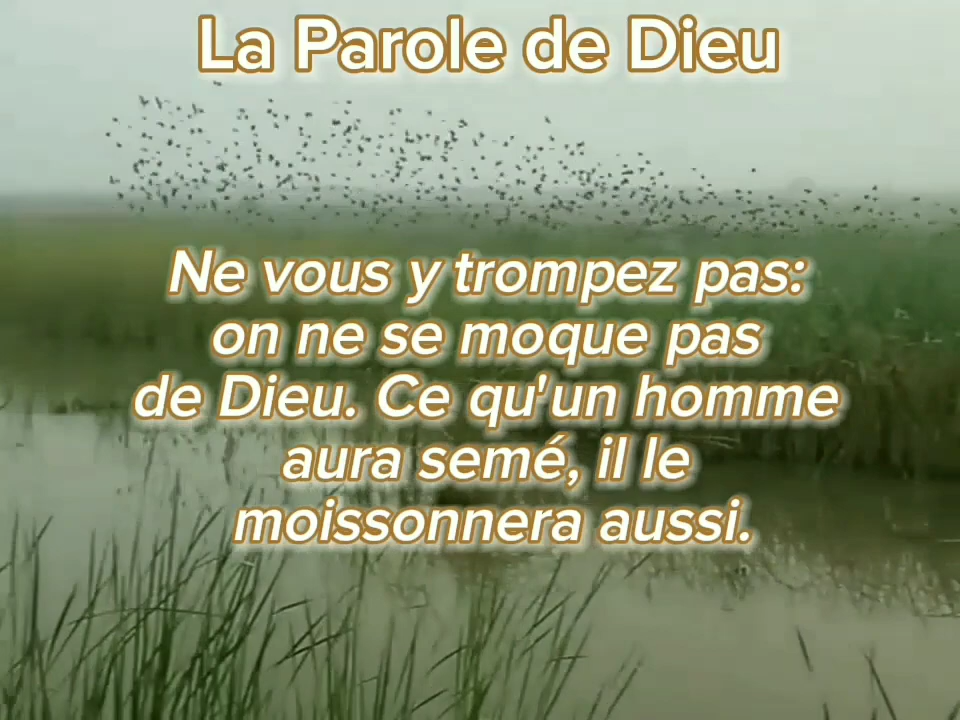 La Parole de Dieu
Ne vous y trompez pas:
on ne se moque pas
de Dieu. Ce qu'un homme
aura semé, il le
moissonnera aussi.